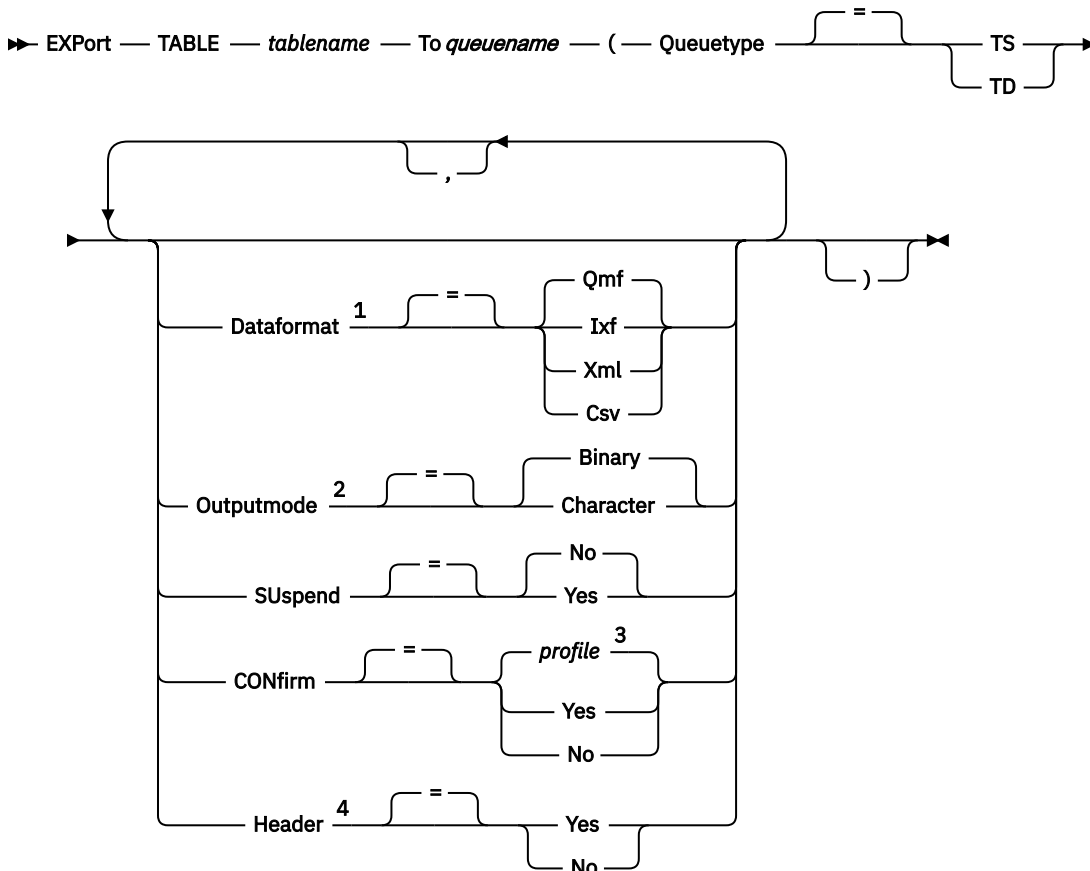 =
EXPort TABLE tablename To queuename ( Queuetype TS
TD
,
)
Qmf
=
Dataformat 1 Ixf
Xml
Csv
Binary
=
Outputmode 2 Character
No
=
SUspend Yes
profile 3
=
CONfirm Yes
No
=
Header 4 Yes
No